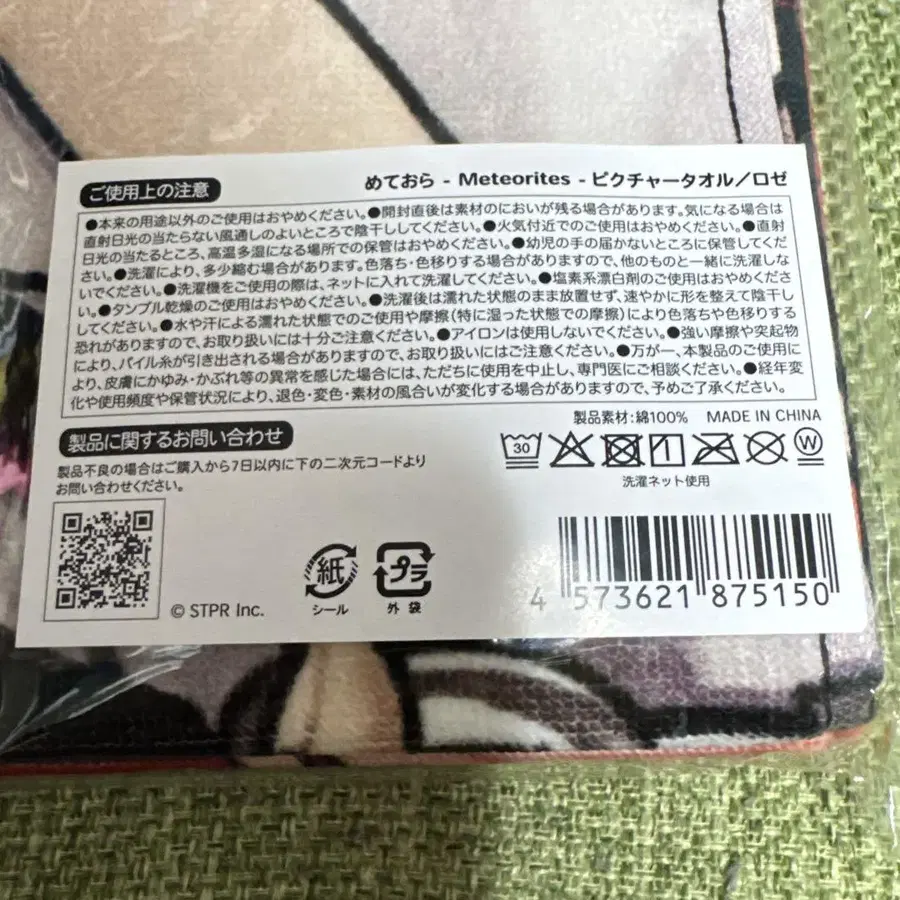 めておら - Meteorites - ピクチャータオル／ロゼ
ご使用上の注意
●本来の用途以外のご使用はおやめください。●開封直後は素材のにおいが残る場合があります。気になる場合は
直射日光の当たらない風通しのよいところで陰干ししてください。●火気付近でのご使用はおやめください。●直射
日光の当たるところ、高温多湿になる場所での保管はおやめください。●幼児の手の届かないところに保管してくだ
さい。●洗濯により、多少縮む場合があります。色落ち・色移りする場合がありますので、他のものと一緒に洗濯しな
いでください。●洗濯機をご使用の際は、ネットに入れて洗濯してください。●塩素系漂白剤のご使用はおやめくださ
い。●タンブル乾燥のご使用はおやめください。●洗濯後は濡れた状態のまま放置せず、速やかに形を整えて陰干し
してください。●水や汗による濡れた状態でのご使用や摩擦（特に湿った状態での摩擦）により色落ちや色移りする
恐れがありますので、お取り扱いには十分ご注意ください。●アイロンは使用しないでください。●強い摩擦や突起物
により、パイル糸が引き出される場合がありますので、お取り扱いにはご注意ください。●万が一、本製品のご使用に
より、皮膚にかゆみ・かぶれ等の異常を感じた場合には、ただちに使用を中止し、専門医にご相談ください。●経年変
化や使用頻度や保管状況により、退色・変色・素材の風合いが変化する場合がありますので、予めご了承ください。
製品素材：綿100% MADE IN CHINA
製品に関するお問い合わせ
製品不良の場合はご購入から7日以内に下の二次元コードより
お問い合わせください。
30 W
洗濯ネット使用
© STPR Inc.
紙
シール
プラ
外袋
4 573621 875150